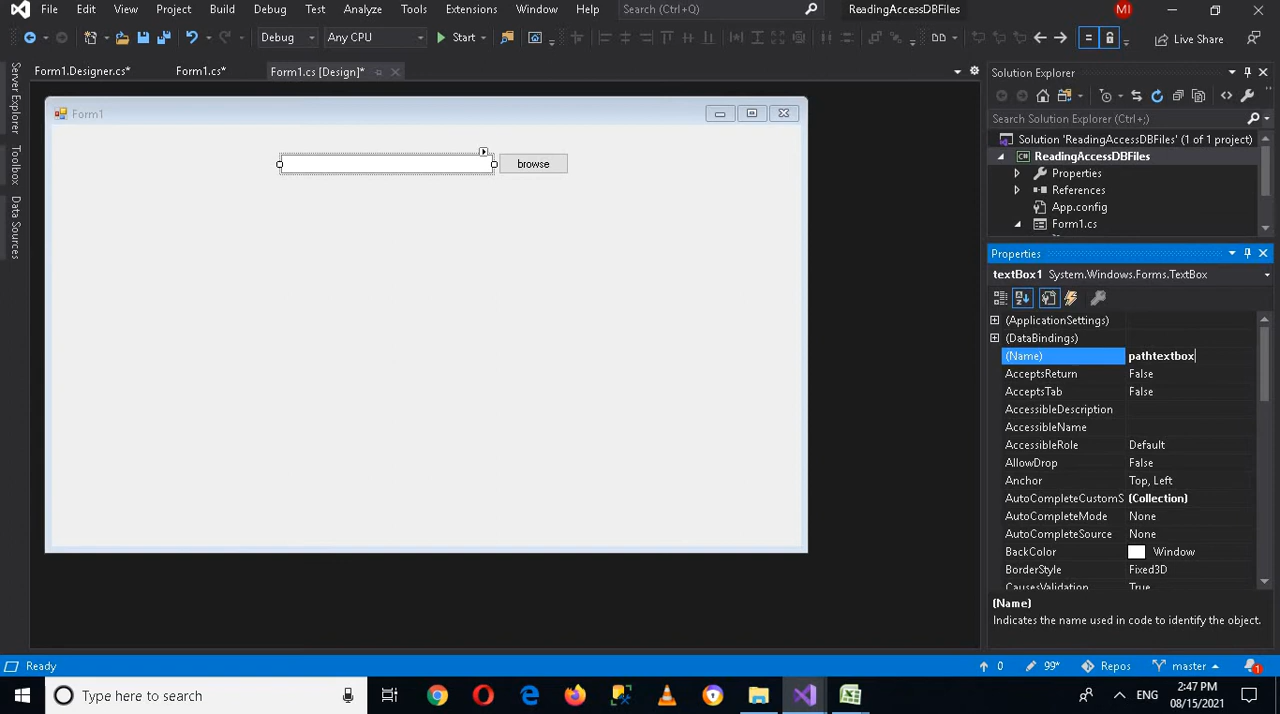 File Edit View Project Build Debug Test Analyze Tools Extensions Window Help Search (Ctrl+Q) ReadingAccessDBFiles MI
Debug Any CPU Start Live Share
Form1.Designer.cs* Form1.cs* Form1.cs [Design]*
Server Explorer
Toolbox
Data Sources
Form1
browse
Solution Explorer
Search Solution Explorer (Ctrl+;)
Solution 'ReadingAccessDBFiles' (1 of 1 project)
ReadingAccessDBFiles
Properties
References
App.config
Form1.cs
Properties
textBox1 System.Windows.Forms.TextBox
(ApplicationSettings)
(DataBindings)
(Name) pathtextbox
AcceptsReturn False
AcceptsTab False
AccessibleDescription
AccessibleName
AccessibleRole Default
AllowDrop False
Anchor Top, Left
AutoCompleteCustomS (Collection)
AutoCompleteMode None
AutoCompleteSource None
BackColor Window
BorderStyle Fixed3D
CausesValidation True
(Name)
Indicates the name used in code to identify the object.
Ready 0 99* Repos master 1
Type here to search ENG 2:47 PM
08/15/2021